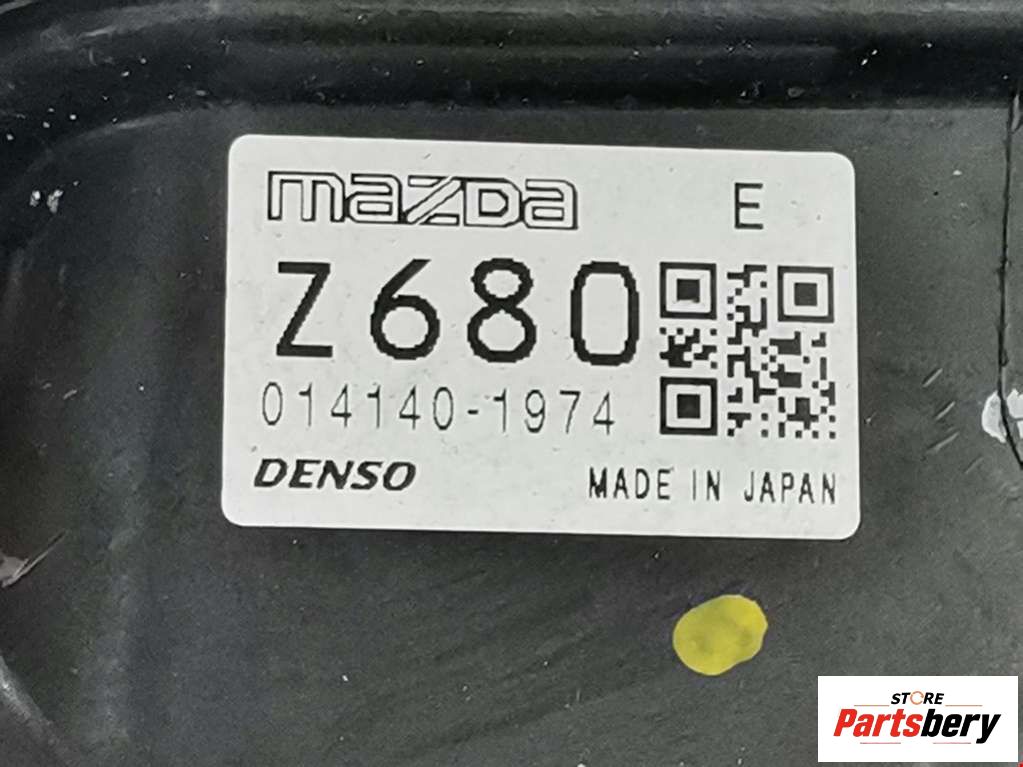 mazda E
Z680
014140-1974
DENSO MADE IN JAPAN
STORE
Partsbery